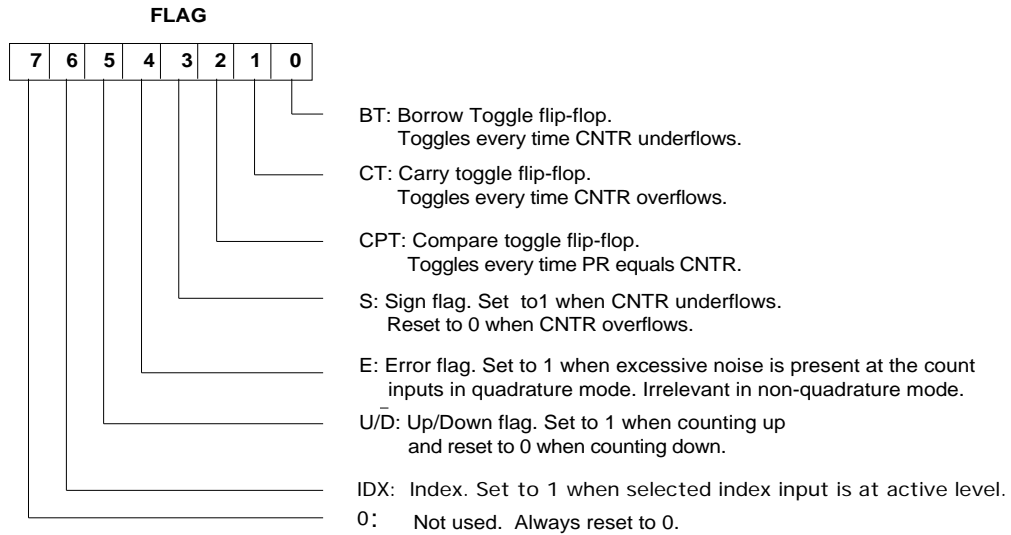 FLAG
7 6 5 4 3 2 1 0
BT: Borrow Toggle flip-flop.
Toggles every time CNTR underflows.
CT: Carry toggle flip-flop.
Toggles every time CNTR overflows.
CPT: Compare toggle flip-flop.
Toggles every time PR equals CNTR.
S: Sign flag. Set to1 when CNTR underflows.
Reset to 0 when CNTR overflows.
E: Error flag. Set to 1 when excessive noise is present at the count
inputs in quadrature mode. Irrelevant in non-quadrature mode.
U/D̅: Up/Down flag. Set to 1 when counting up
and reset to 0 when counting down.
IDX: Index. Set to 1 when selected index input is at active level.
0: Not used. Always reset to 0.